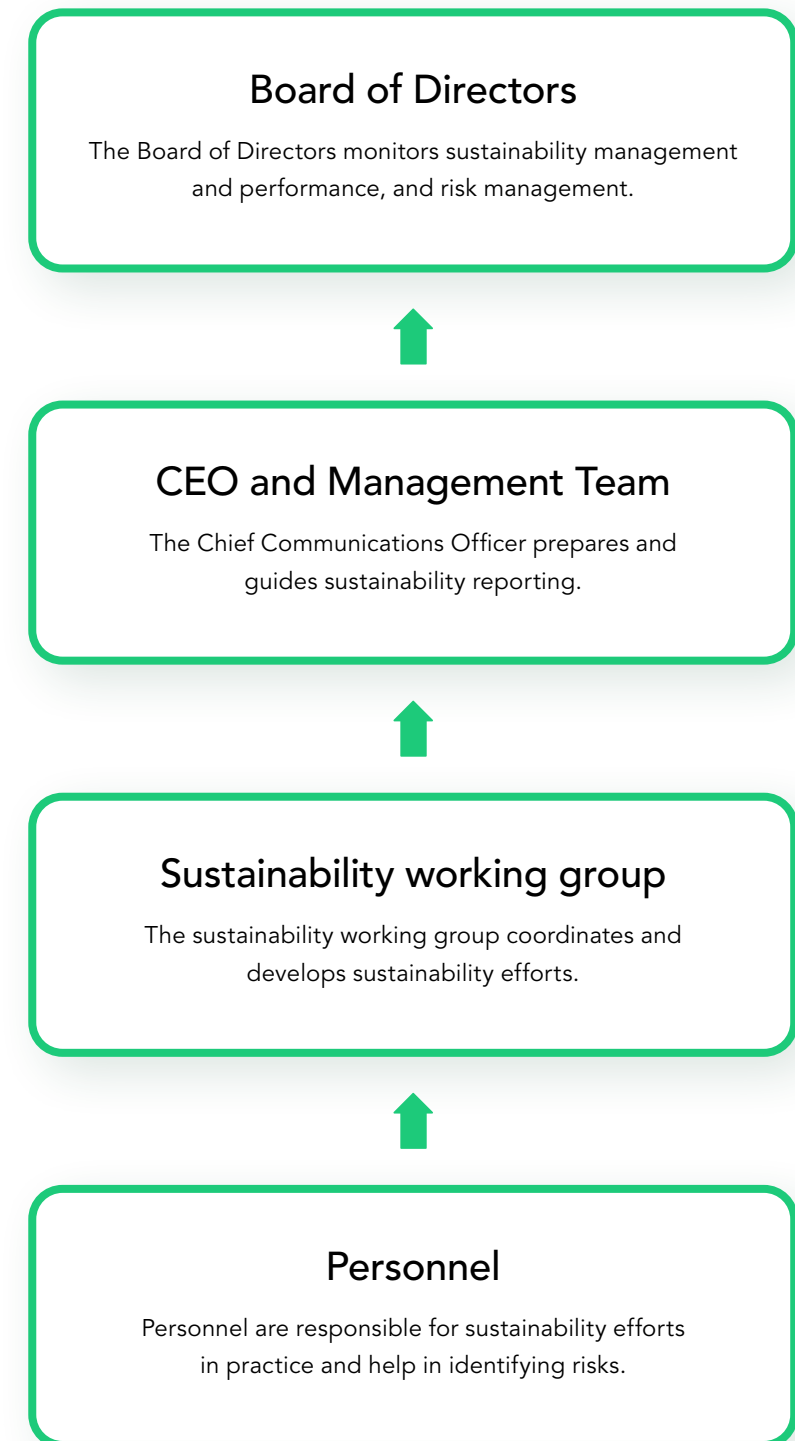 Board of Directors
The Board of Directors monitors sustainability management
and performance, and risk management.
CEO and Management Team
The Chief Communications Officer prepares and
guides sustainability reporting.
Sustainability working group
The sustainability working group coordinates and
develops sustainability efforts.
Personnel
Personnel are responsible for sustainability efforts
in practice and help in identifying risks.